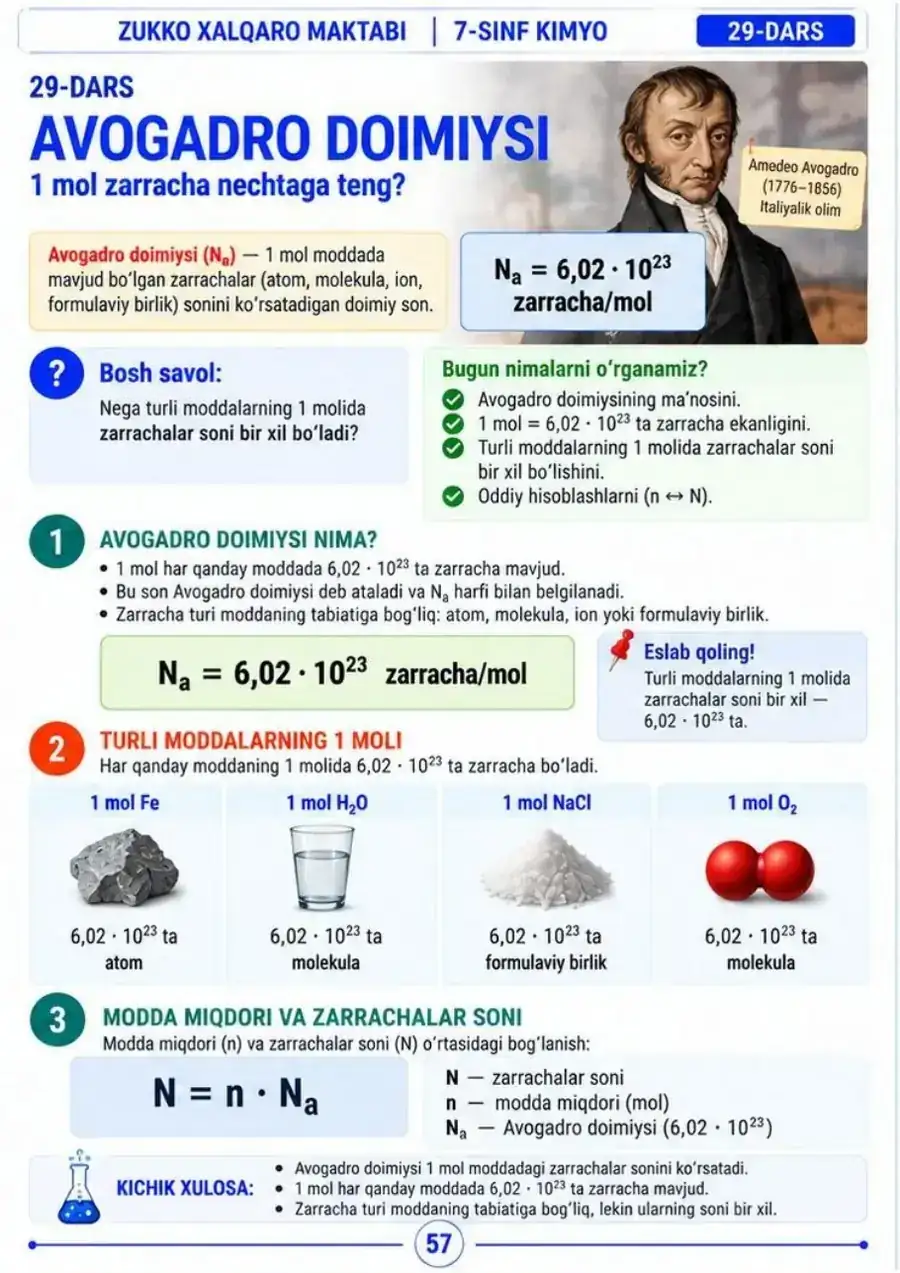 ZUKKO XALQARO MAKTABI | 7-SINF KIMYO
29-DARS
29-DARS
AVOGADRO DOIMIYSI
1 mol zarracha nechtaga teng?
Amedeo Avogadro
(1776–1856)
Italiyalik olim
Avogadro doimiysi (Nₐ) — 1 mol moddada
mavjud bo‘lgan zarrachalar (atom, molekula, ion,
formulaviy birlik) sonini ko‘rsatadigan doimiy son.
Nₐ = 6,02 · 10²³
zarracha/mol
?
Bosh savol:
Nega turli moddalarning 1 molida
zarrachalar soni bir xil bo‘ladi?
Bugun nimalarni o‘rganamiz?
Avogadro doimiysining ma’nosini.
1 mol = 6,02 · 10²³ ta zarracha ekanligini.
Turli moddalarning 1 molida zarrachalar soni
bir xil bo‘lishini.
Oddiy hisoblashlarni (n ↔ N).
1
AVOGADRO DOIMIYSI NIMA?
• 1 mol har qanday moddada 6,02 · 10²³ ta zarracha mavjud.
• Bu son Avogadro doimiysi deb ataladi va Nₐ harfi bilan belgilanadi.
• Zarracha turi moddaning tabiatiga bog‘liq: atom, molekula, ion yoki formulaviy birlik.
Nₐ = 6,02 · 10²³ zarracha/mol
Eslab qoling!
Turli moddalarning 1 molida
zarrachalar soni bir xil —
6,02 · 10²³ ta.
2
TURLI MODDALARNING 1 MOLI
Har qanday moddaning 1 molida 6,02 · 10²³ ta zarracha bo‘ladi.
1 mol Fe
6,02 · 10²³ ta
atom
1 mol H₂O
6,02 · 10²³ ta
molekula
1 mol NaCl
6,02 · 10²³ ta
formulaviy birlik
1 mol O₂
6,02 · 10²³ ta
molekula
3
MODDA MIQDORI VA ZARRACHALAR SONI
Modda miqdori (n) va zarrachalar soni (N) o‘rtasidagi bog‘lanish:
N = n · Nₐ
N — zarrachalar soni
n — modda miqdori (mol)
Nₐ — Avogadro doimiysi (6,02 · 10²³)
KICHIK XULOSA:
• Avogadro doimiysi 1 mol moddadagi zarrachalar sonini ko‘rsatadi.
• 1 mol har qanday moddada 6,02 · 10²³ ta zarracha mavjud.
• Zarracha turi moddaning tabiatiga bog‘liq, lekin ularning soni bir xil.
57